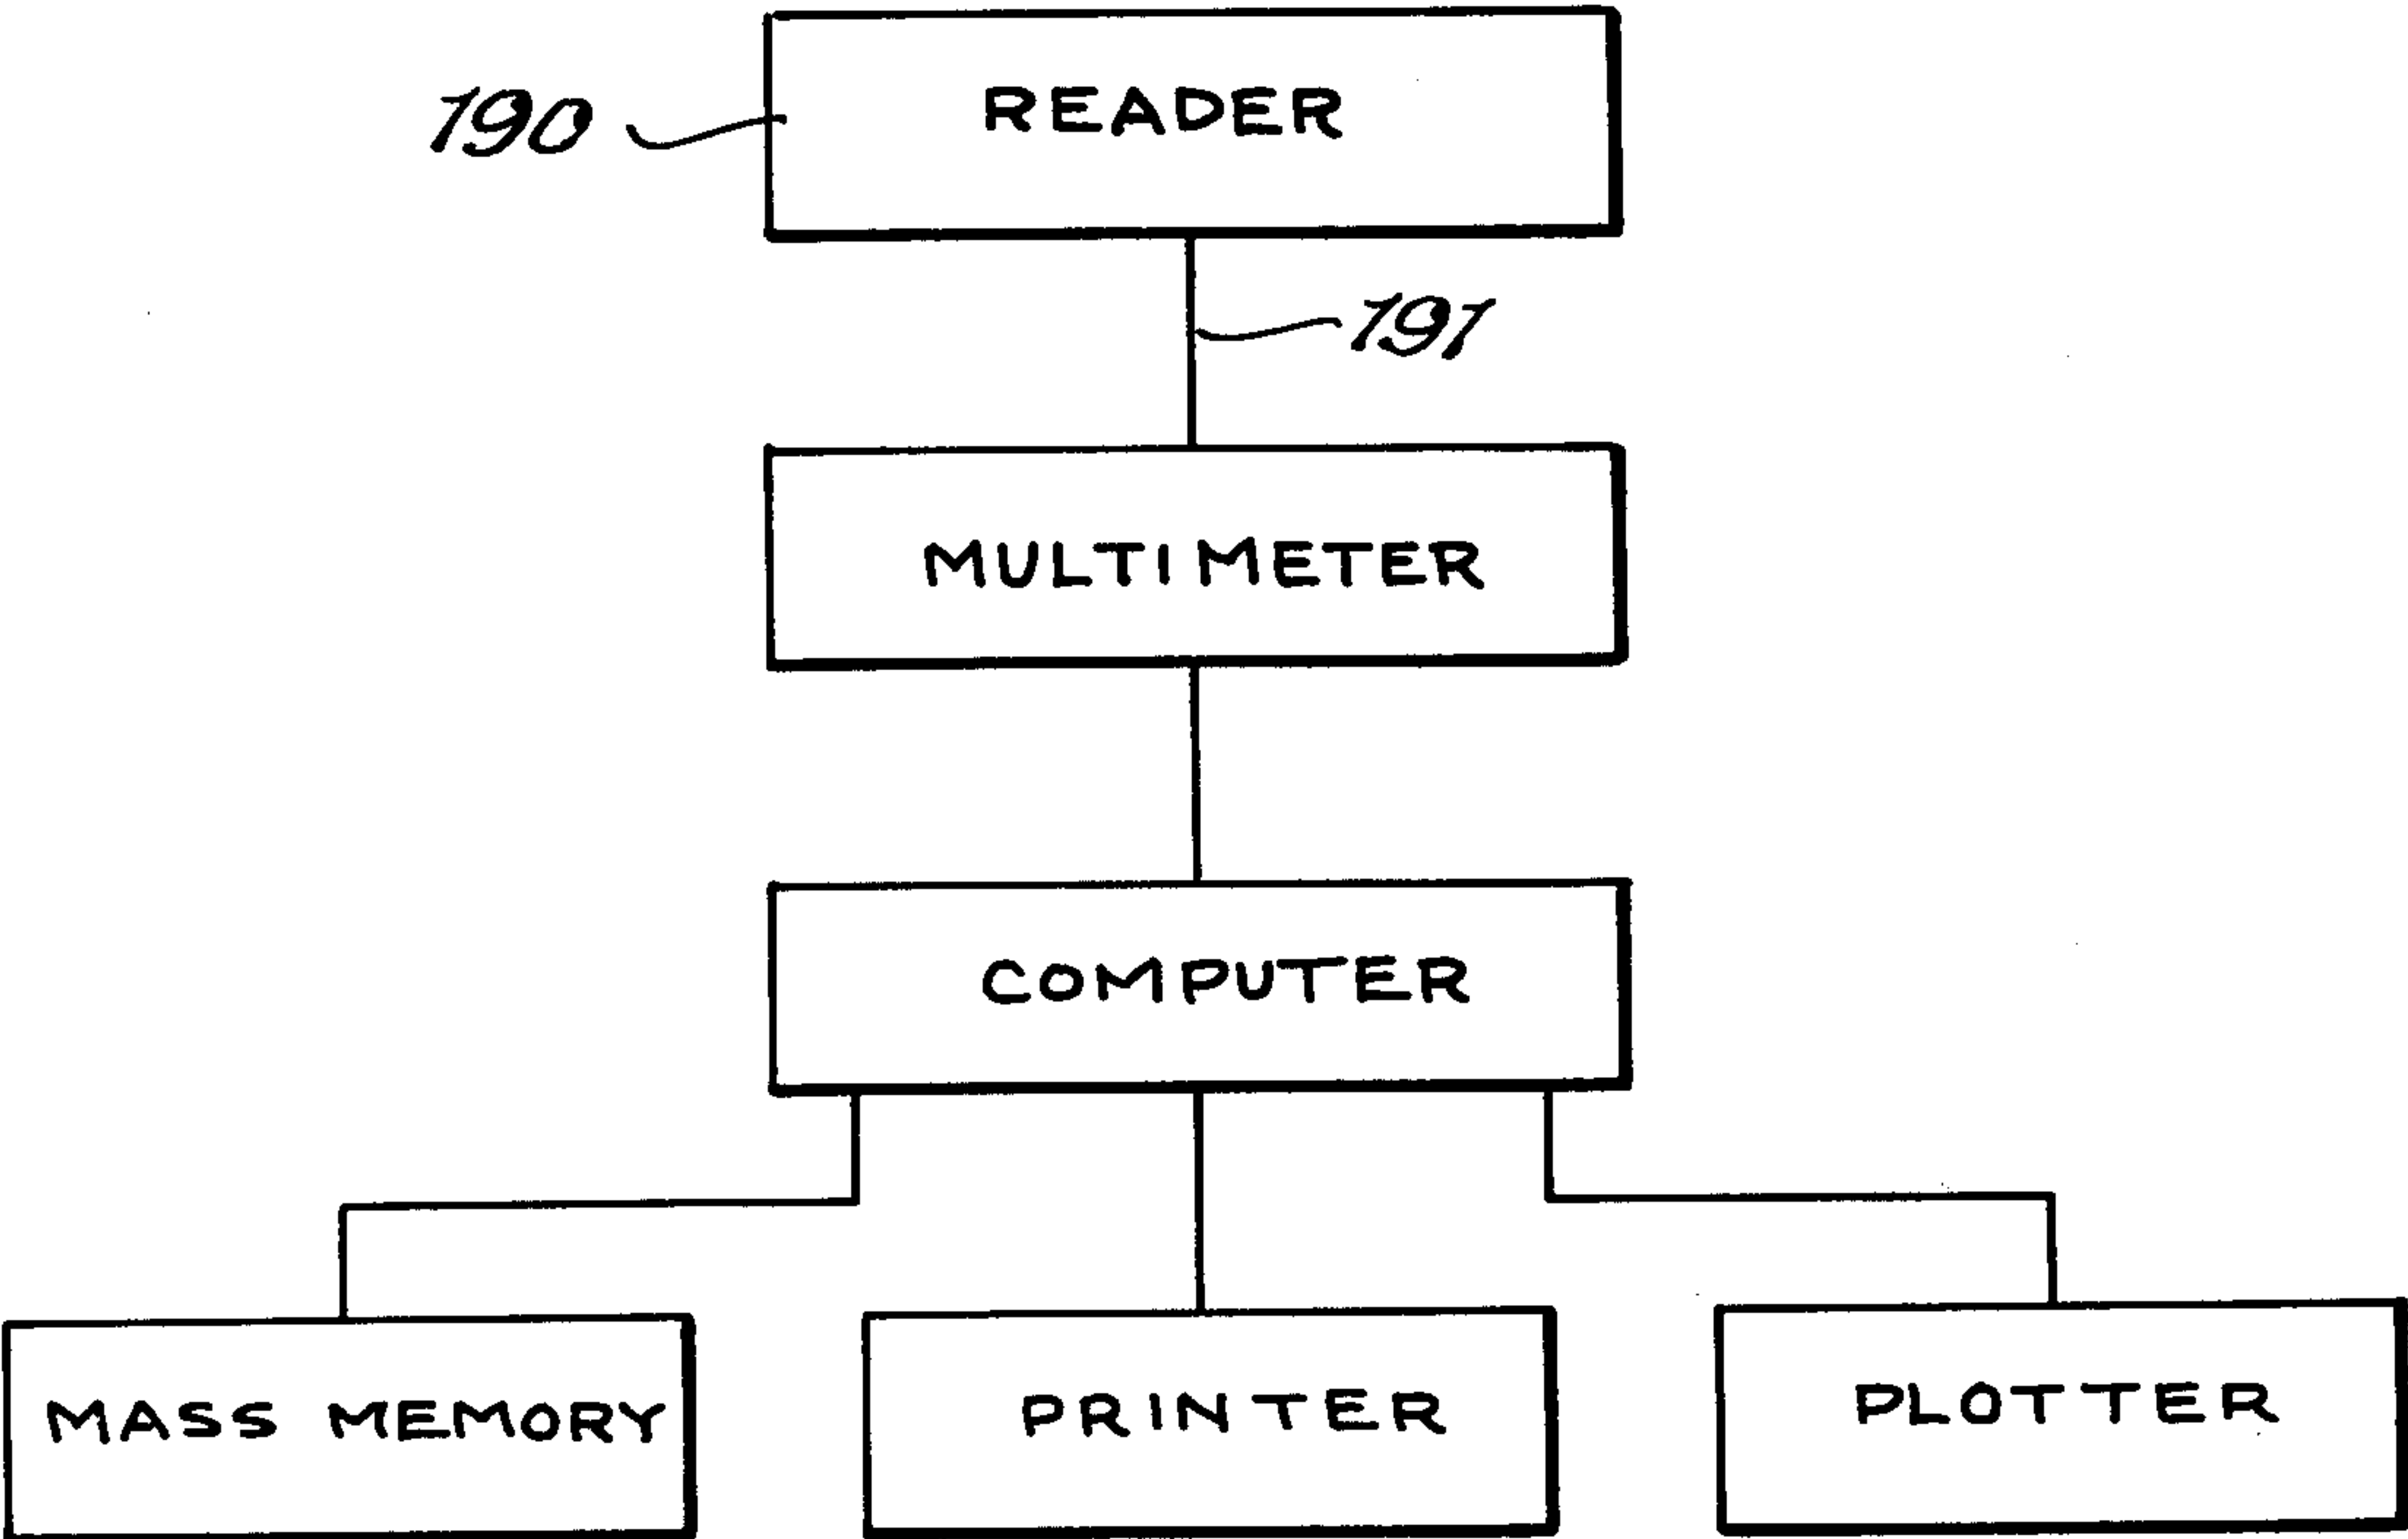 190
READER
191
MULTIMETER
COMPUTER
MASS MEMORY
PRINTER
PLOTTER